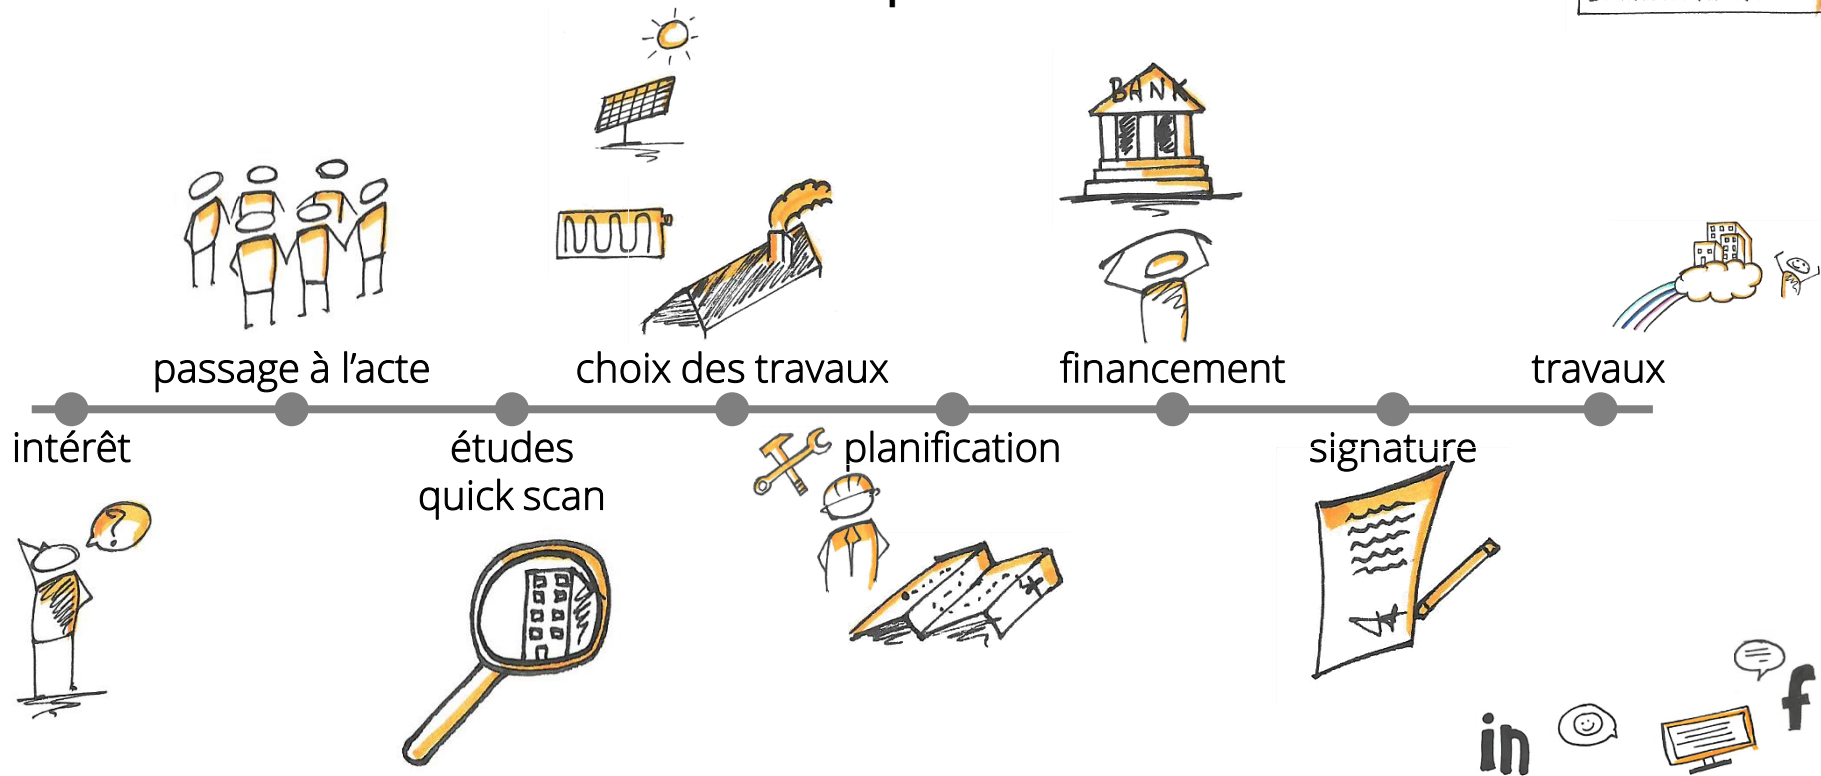 BANK
passage à l’acte
choix des travaux
financement
travaux
intérêt
études
quick scan
planification
signature
?
in
f